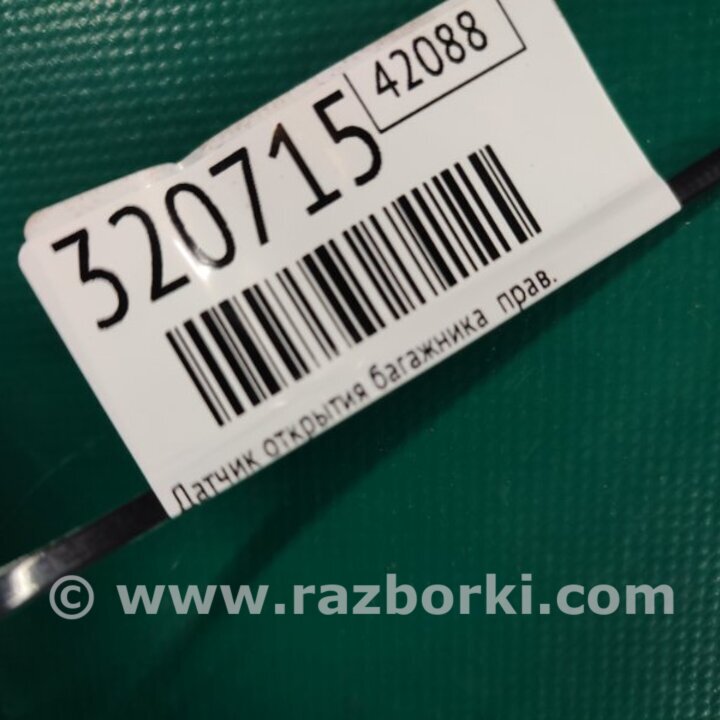 42088
320715
Датчик открытия багажника прав.
© www.razborki.com